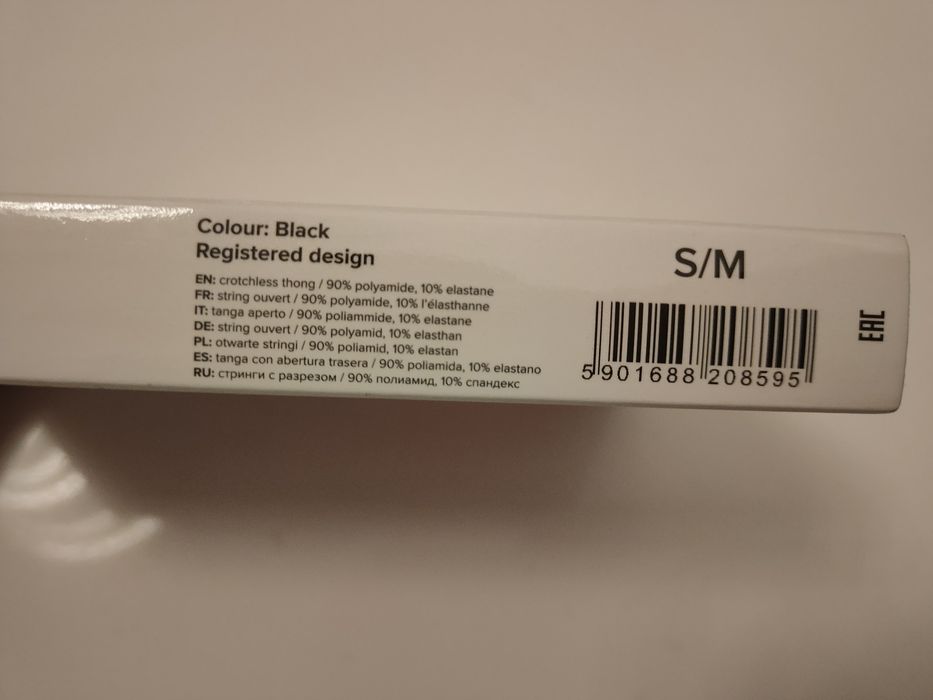 Colour: Black
Registered design
EN: crotchless thong / 90% polyamide, 10% elastane
FR: string ouvert / 90% polyamide, 10% l'élasthanne
IT: tanga aperto / 90% poliammide, 10% elastane
DE: string ouvert / 90% polyamid, 10% elasthan
PL: otwarte stringi / 90% poliamid, 10% elastan
ES: tanga con abertura trasera / 90% poliamida, 10% elastano
RU: стринги с разрезом / 90% полиамид, 10% спандекс
S/M
5 901688 208595
EAC